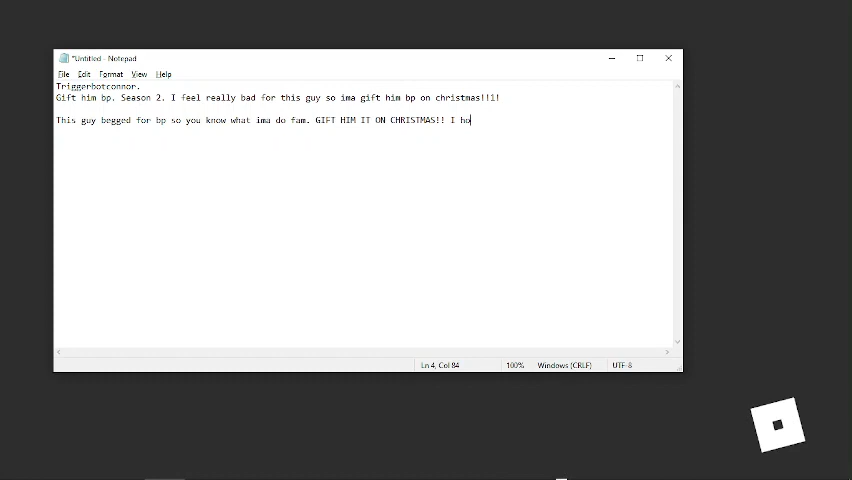 *Untitled - Notepad
File Edit Format View Help
Triggerbotconnor.
Gift him bp. Season 2. I feel really bad for this guy so ima gift him bp on christmas!!1!
This guy begged for bp so you know what ima do fam. GIFT HIM IT ON CHRISTMAS!! I ho
Ln 4, Col 84 100% Windows (CRLF) UTF-8